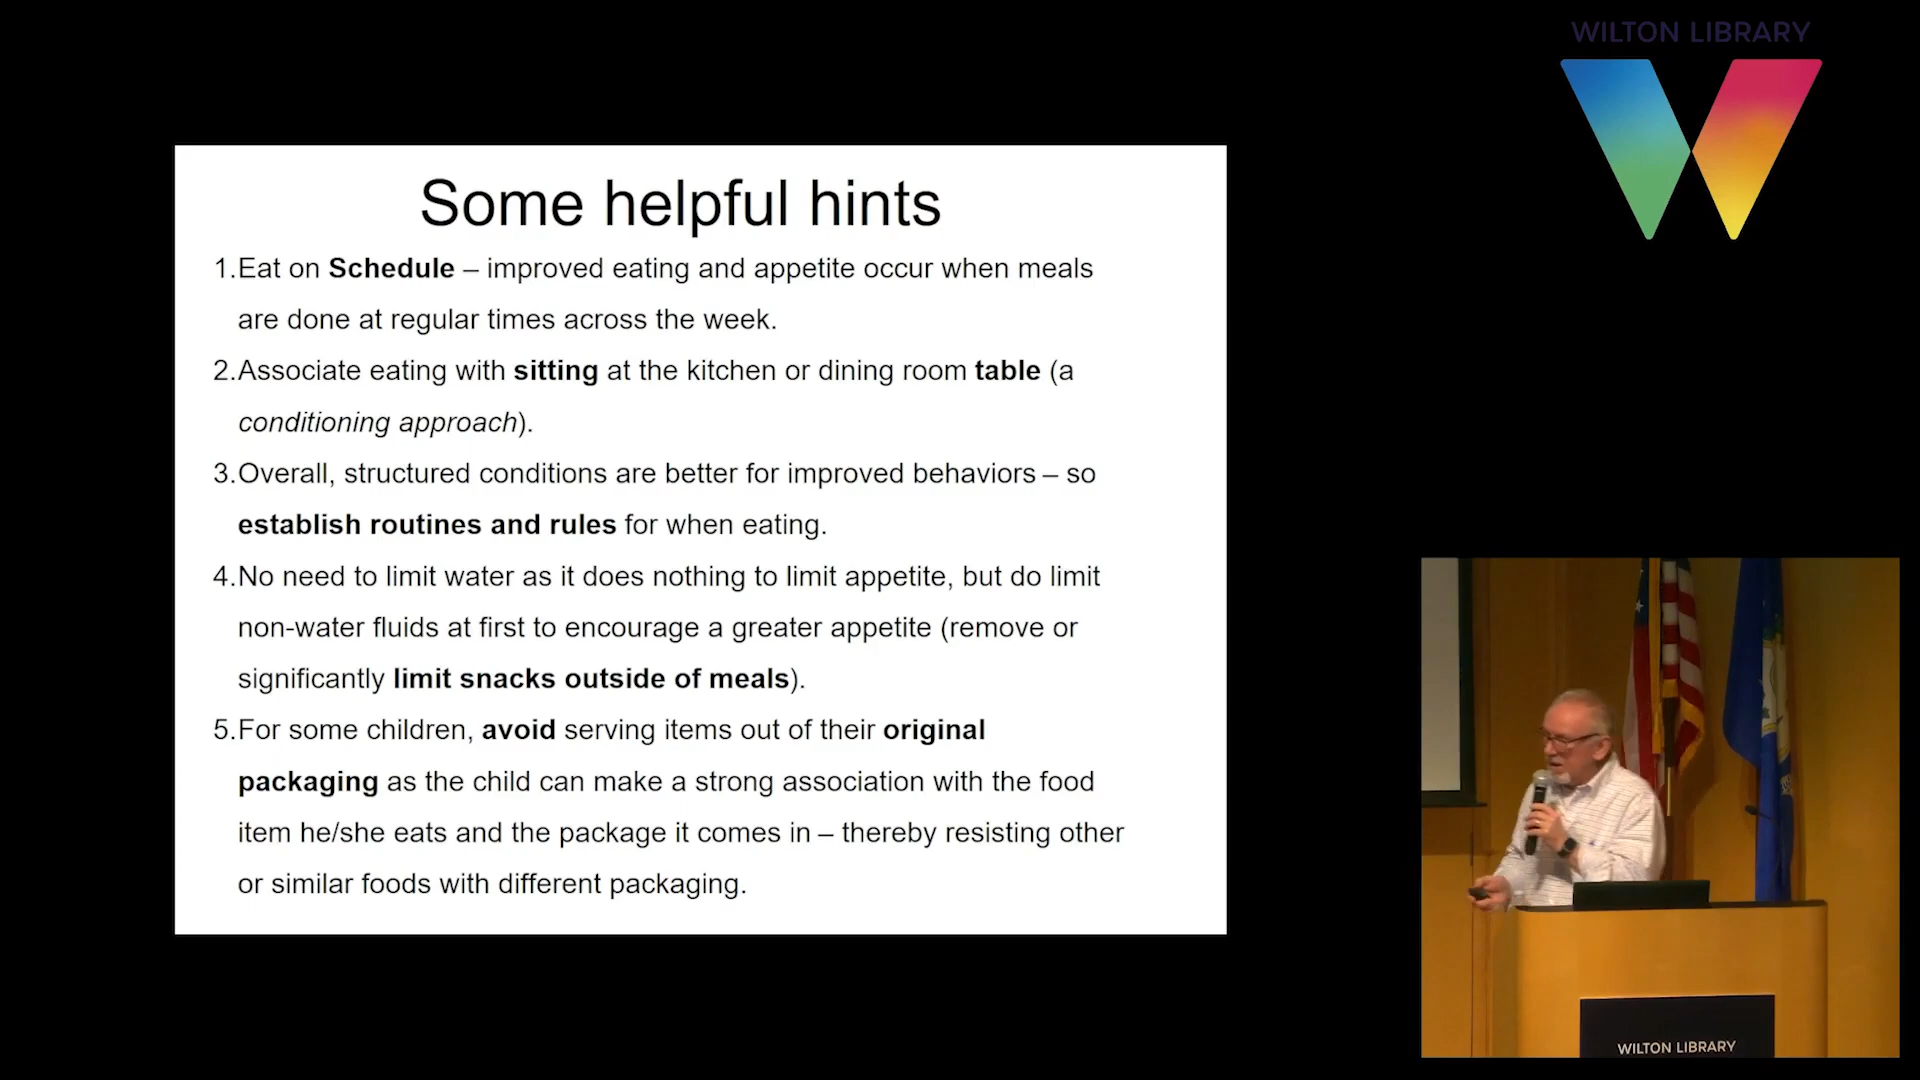 WILTON LIBRARY
Some helpful hints
1.Eat on Schedule – improved eating and appetite occur when meals
are done at regular times across the week.
2.Associate eating with sitting at the kitchen or dining room table (a
conditioning approach).
3.Overall, structured conditions are better for improved behaviors – so
establish routines and rules for when eating.
4.No need to limit water as it does nothing to limit appetite, but do limit
non-water fluids at first to encourage a greater appetite (remove or
significantly limit snacks outside of meals).
5.For some children, avoid serving items out of their original
packaging as the child can make a strong association with the food
item he/she eats and the package it comes in – thereby resisting other
or similar foods with different packaging.
WILTON LIBRARY